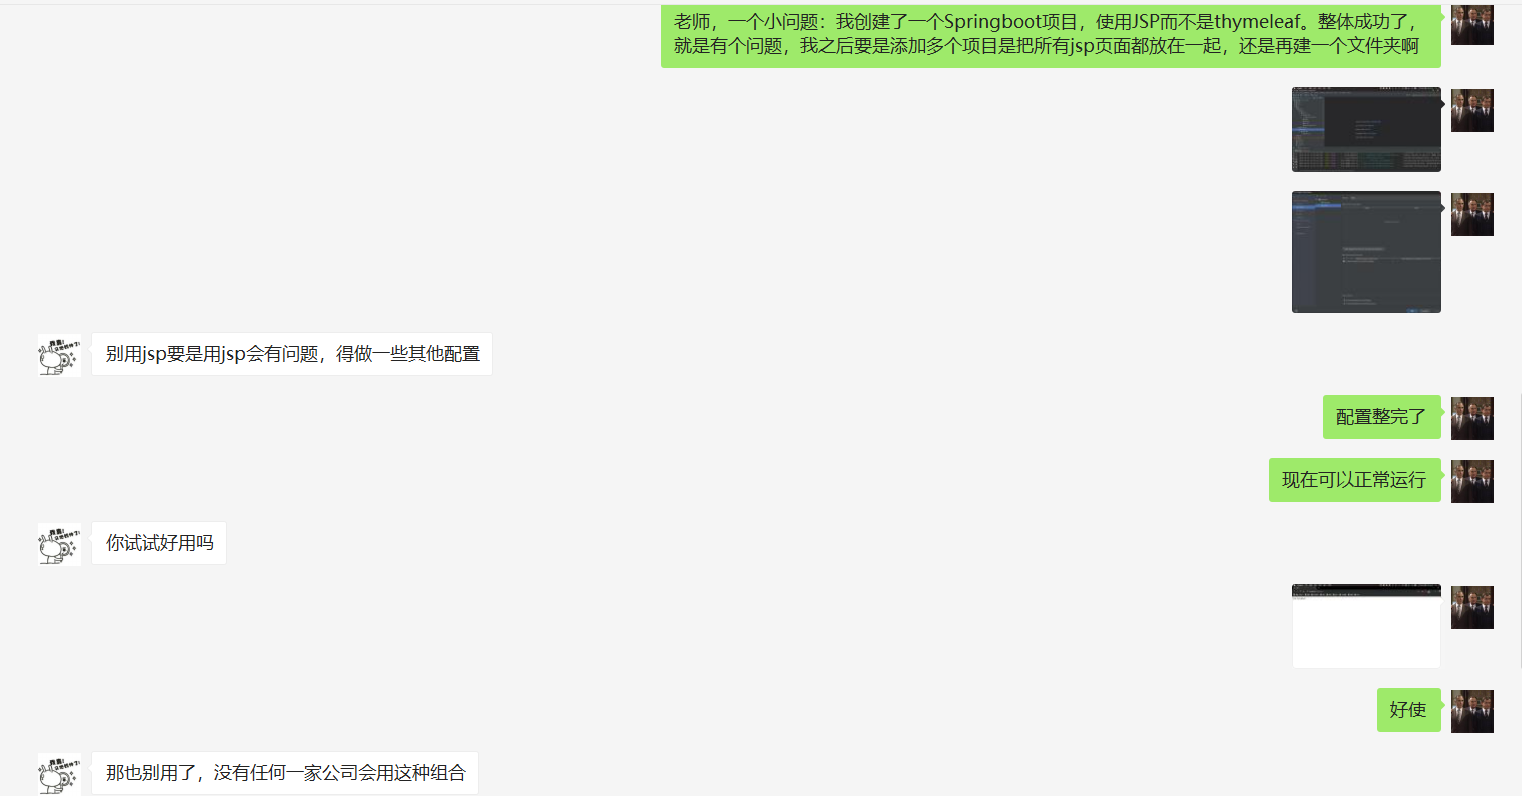 老师，一个小问题：我创建了一个Springboot项目，使用JSP而不是thymeleaf。整体成功了，
就是有个问题，我之后要是添加多个项目是把所有jsp页面都放在一起，还是再建一个文件夹啊
别用jsp要是用jsp会有问题，得做一些其他配置
配置整完了
现在可以正常运行
你试试好用吗
好使
那也别用了，没有任何一家公司会用这种组合